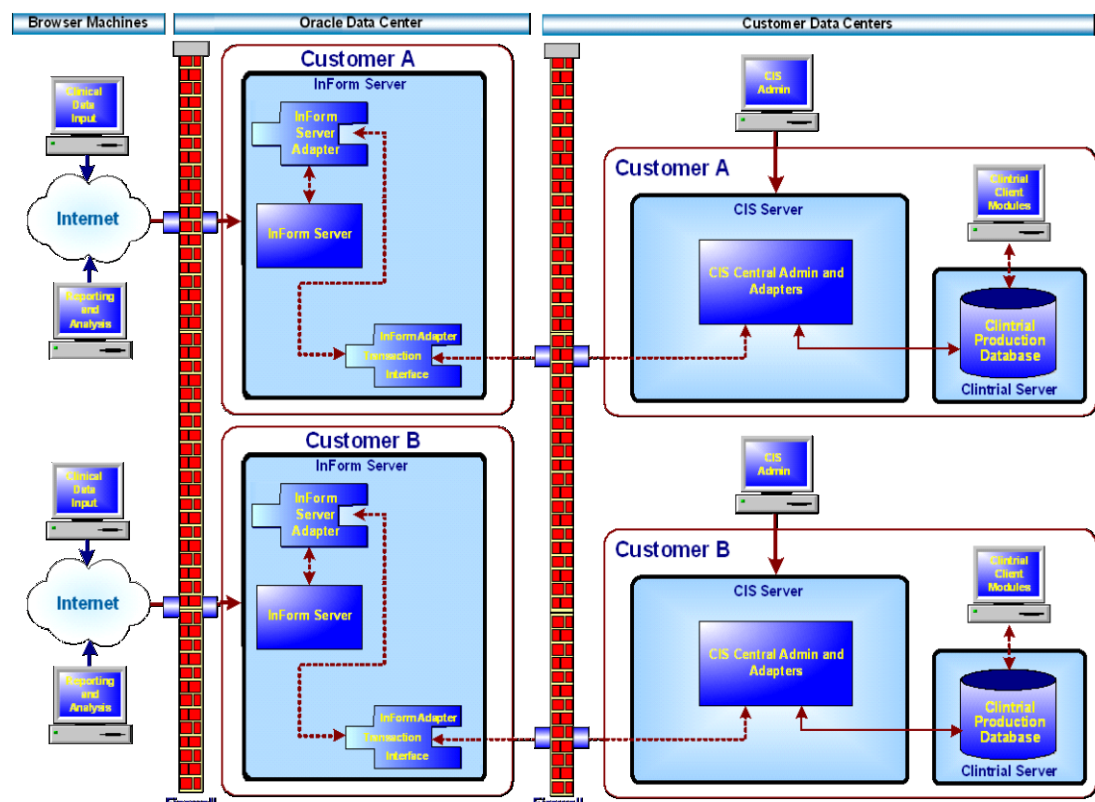 Browser Machines
Oracle Data Center
Customer Data Centers
Customer A
InForm Server
Clinical
Data
Input
InForm
Server
Adapter
Internet
InForm Server
Reporting
and
Analysis
InFormAdapter
Transaction
Interface
CIS
Admin
Customer A
CIS Server
Clintrial
Client
Modules
CIS Central Admin and
Adapters
Clintrial
Production
Database
Clintrial Server
Customer B
InForm Server
Clinical
Data
Input
InForm
Server
Adapter
Internet
InForm Server
Reporting
and
Analysis
InFormAdapter
Transaction
Interface
CIS
Admin
Customer B
CIS Server
Clintrial
Client
Modules
CIS Central Admin and
Adapters
Clintrial
Production
Database
Clintrial Server
Firewall
Firewall